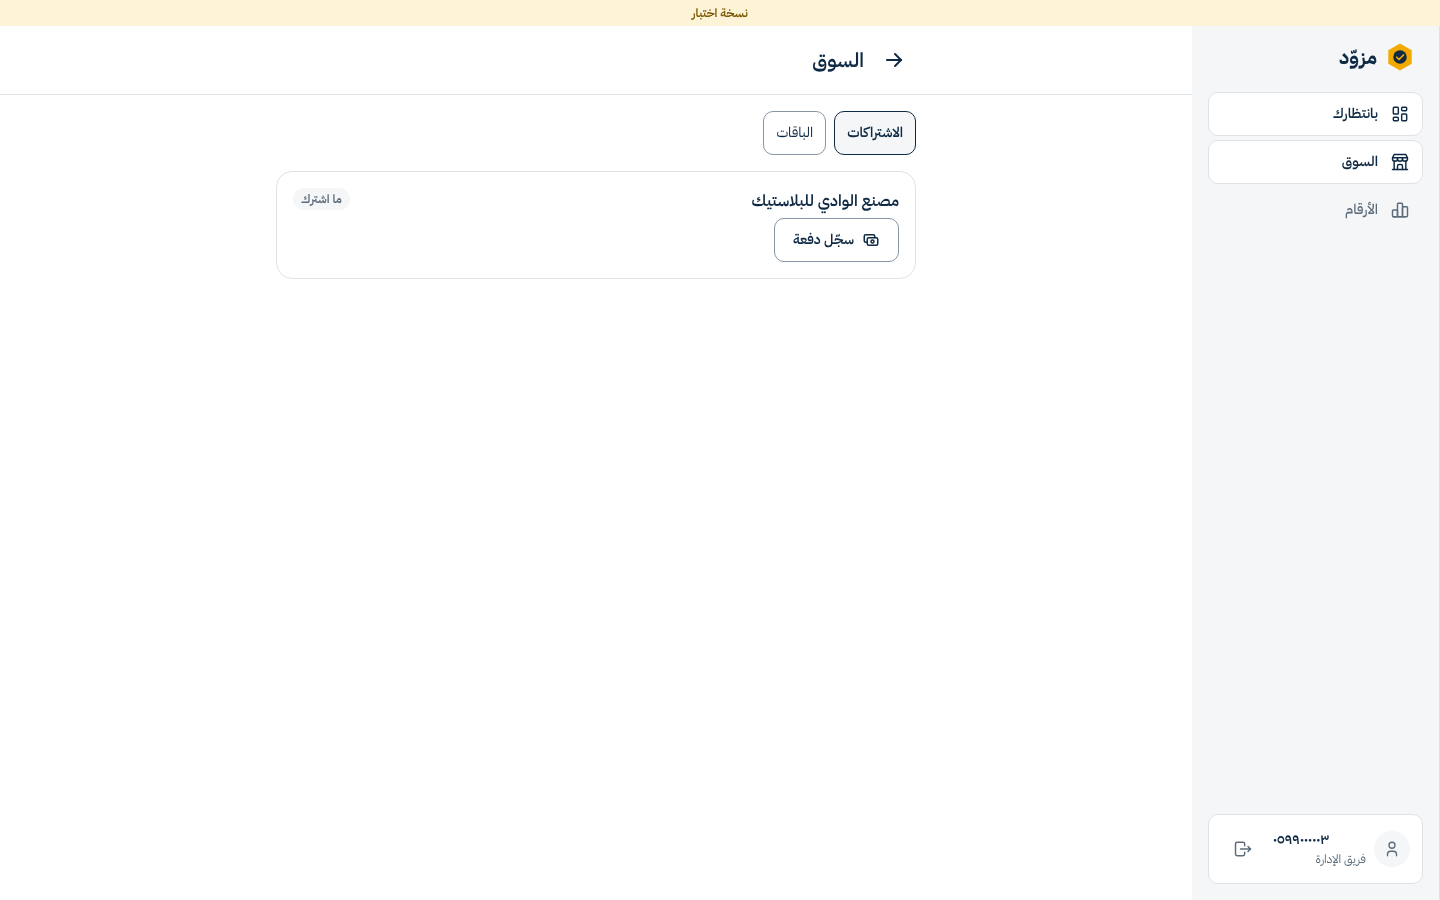 نسخة اختبار
مزوّد
بانتظارك
السوق
الأرقام
السوق
الاشتراكات
الباقات
مصنع الوادي للبلاستيك
ما اشترك
سجّل دفعة
٠٥٩٩٠٠٠٠٠٣
فريق الإدارة